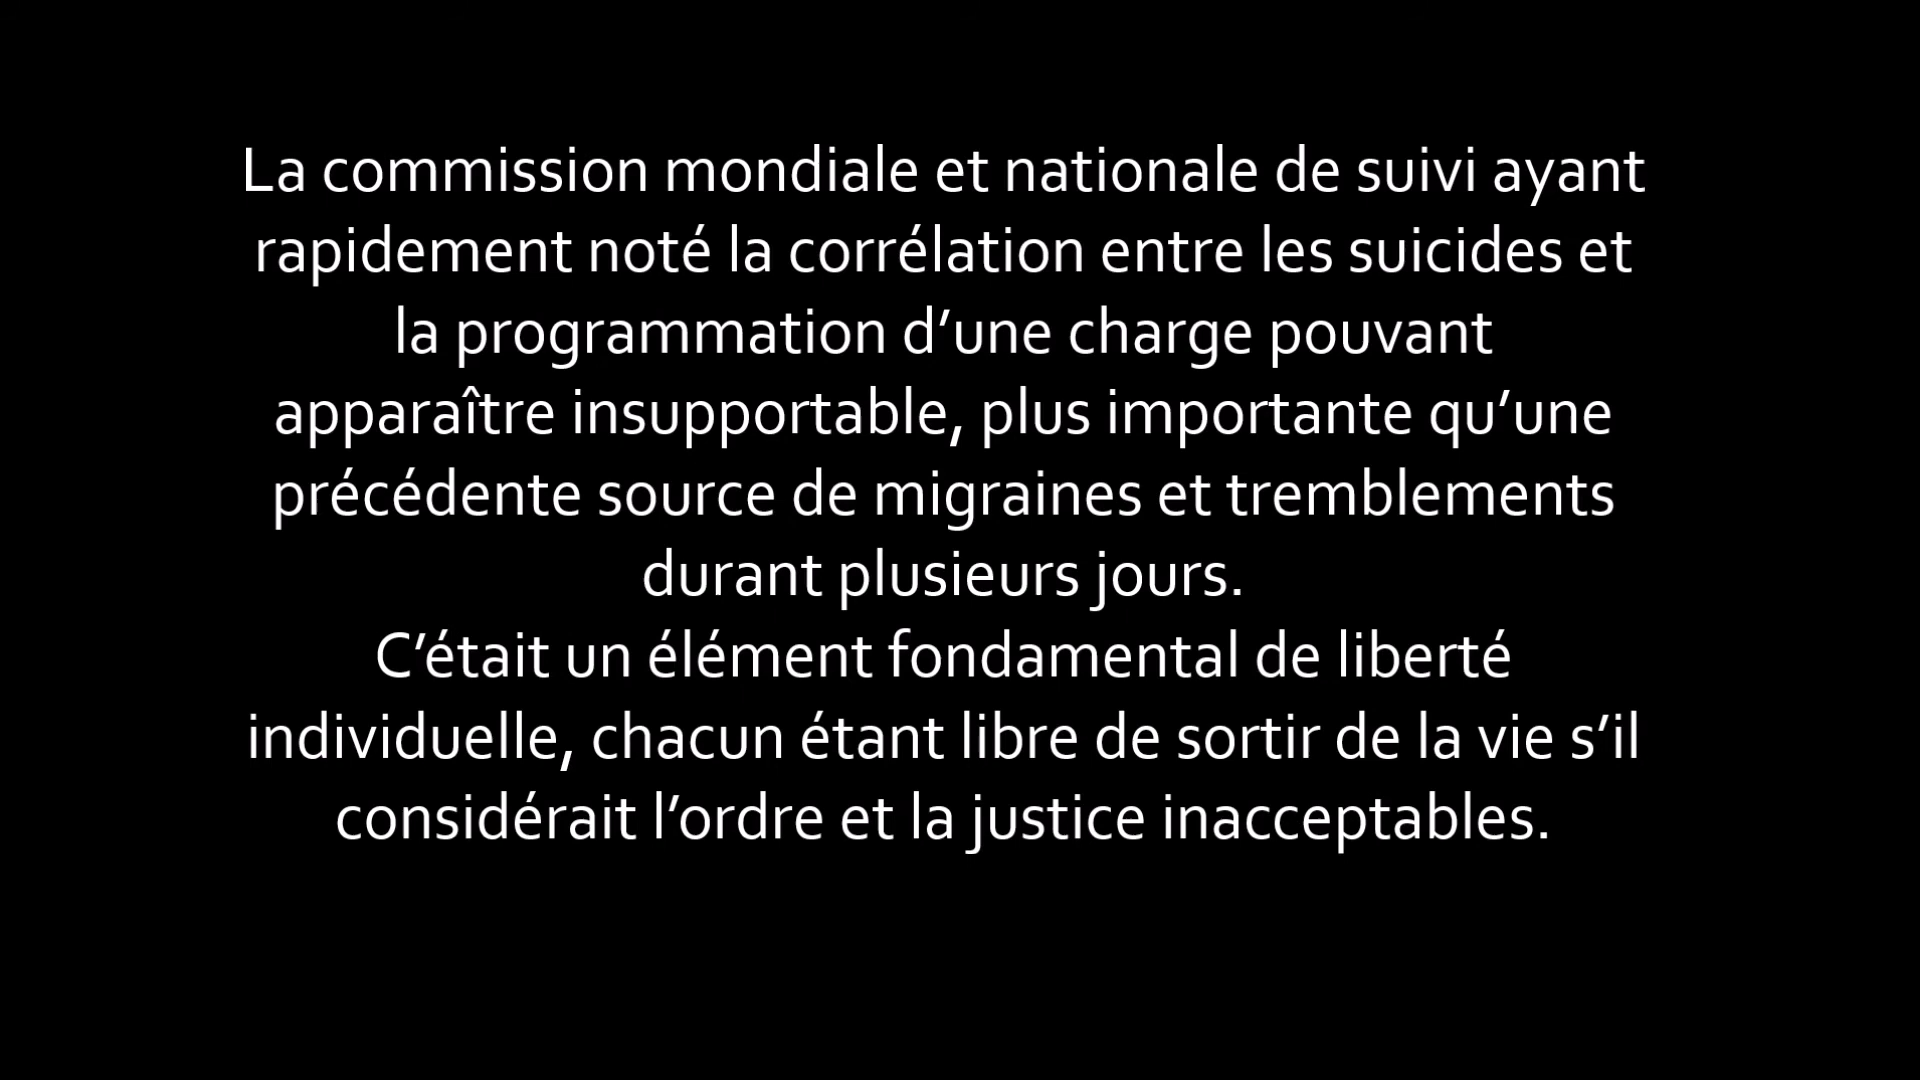 La commission mondiale et nationale de suivi ayant
rapidement noté la corrélation entre les suicides et
la programmation d’une charge pouvant
apparaître insupportable, plus importante qu’une
précédente source de migraines et tremblements
durant plusieurs jours.
C’était un élément fondamental de liberté
individuelle, chacun étant libre de sortir de la vie s’il
considérait l’ordre et la justice inacceptables.